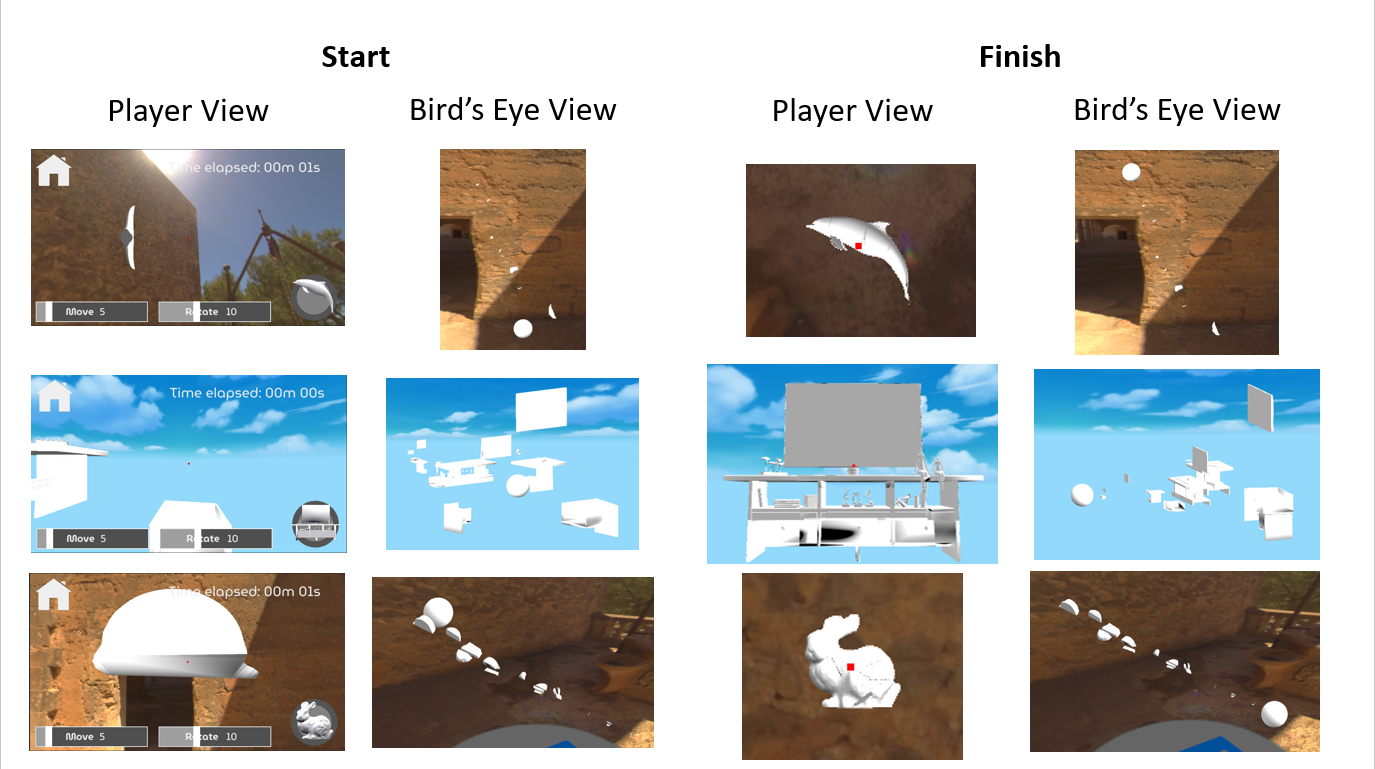 Start
Finish
Player View
Bird's Eye View
Player View
Bird's Eye View
Time elapsed: 00m 01s
Move 5
Rotate 10
Time elapsed: 00m 00s
Move 5
Rotate 10
Time elapsed: 00m 01s
Move 5
Rotate 10